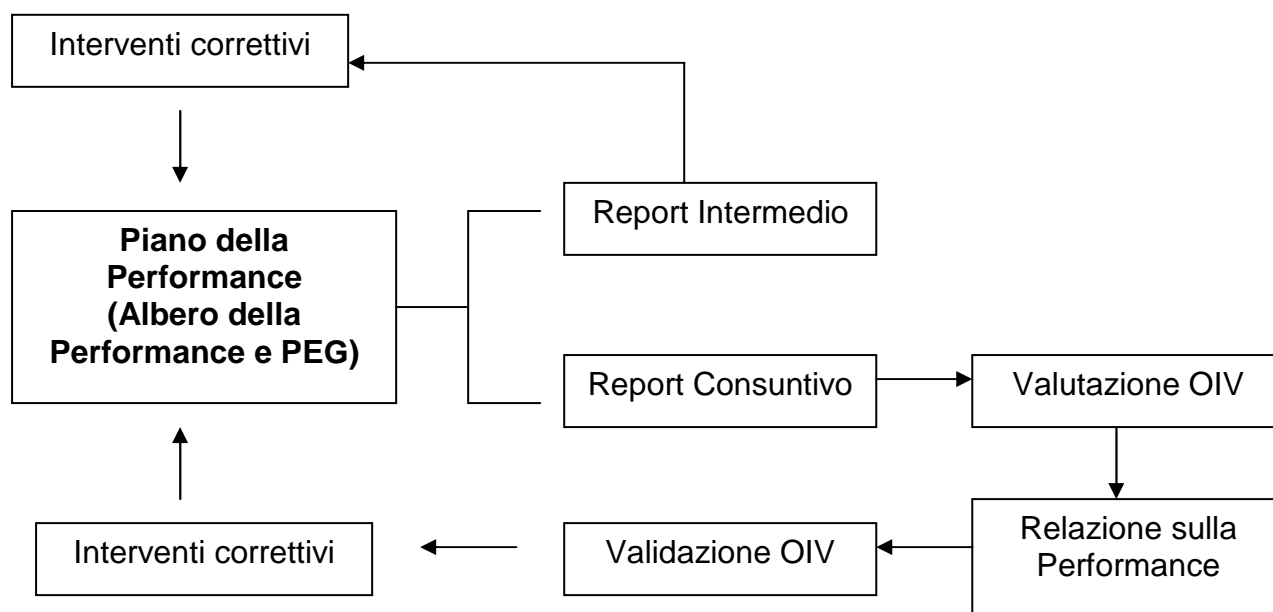 Interventi correttivi
Report Intermedio
Piano della
Performance
(Albero della
Performance e PEG)
Report Consuntivo
Valutazione OIV
Interventi correttivi
Validazione OIV
Relazione sulla
Performance